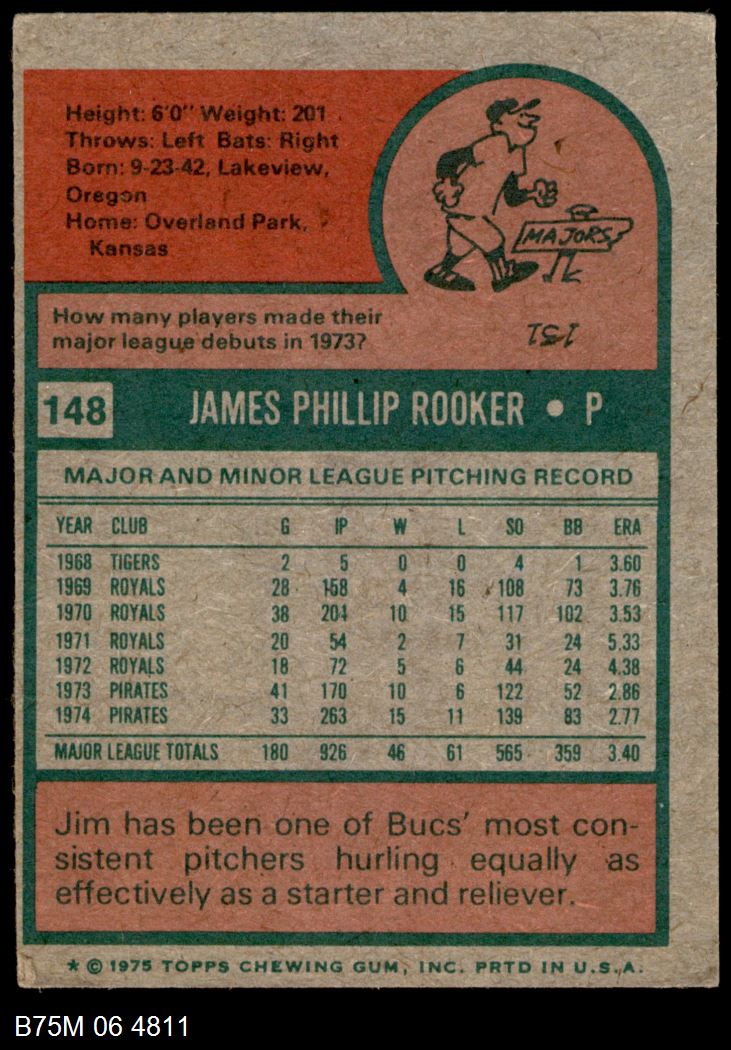 Height: 6'0" Weight: 201
Throws: Left Bats: Right
Born: 9-23-42, Lakeview,
Oregon
Home: Overland Park,
Kansas
MAJORS
How many players made their
major league debuts in 1973?
151
148
JAMES PHILLIP ROOKER • P
MAJOR AND MINOR LEAGUE PITCHING RECORD
YEAR CLUB G IP W L SO BB ERA
1968 TIGERS 2 5 0 0 4 1 3.60
1969 ROYALS 28 158 4 16 108 73 3.76
1970 ROYALS 38 204 10 15 117 102 3.53
1971 ROYALS 20 54 2 7 31 24 5.33
1972 ROYALS 18 72 5 6 44 24 4.38
1973 PIRATES 41 170 10 6 122 52 2.86
1974 PIRATES 33 263 15 11 139 83 2.77
MAJOR LEAGUE TOTALS 180 926 46 61 565 359 3.40
Jim has been one of Bucs' most con-
sistent pitchers hurling equally as
effectively as a starter and reliever.
* © 1975 TOPPS CHEWING GUM, INC. PRTD IN U.S.A.
B75M 06 4811